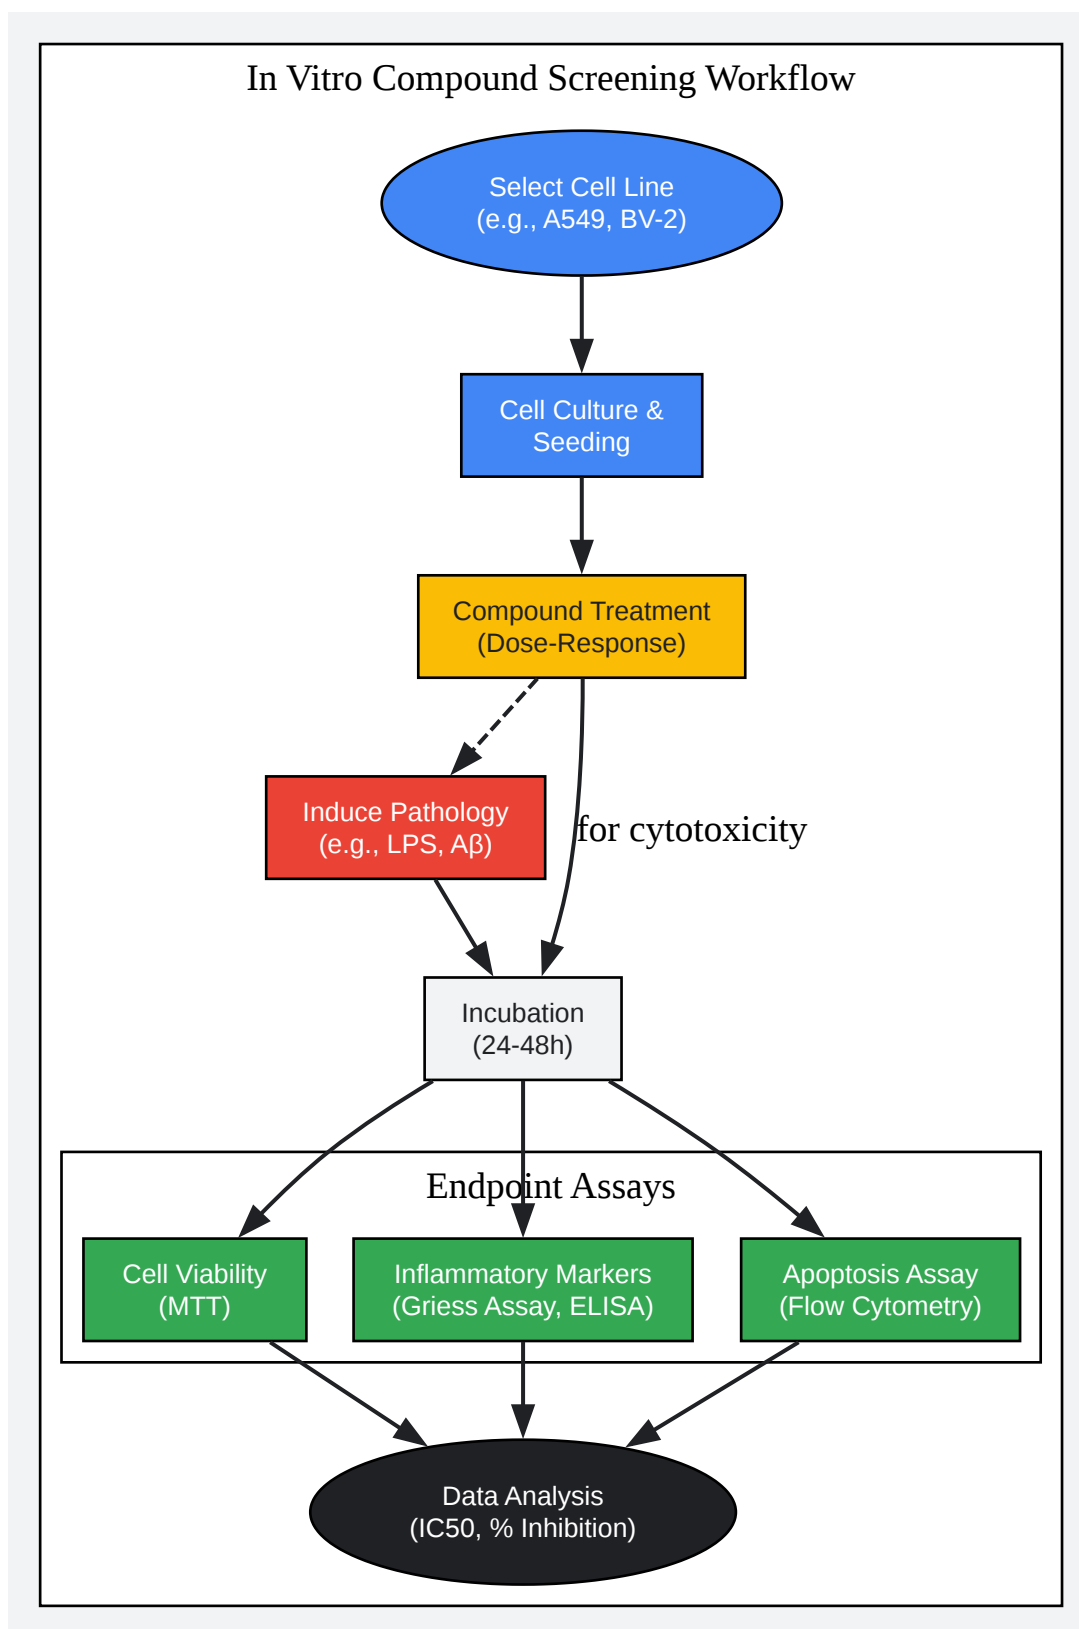 In Vitro Compound Screening Workflow
Select Cell Line
(e.g., A549, BV-2)
Cell Culture &
Seeding
Compound Treatment
(Dose-Response)
Induce Pathology
(e.g., LPS, Aβ)
for cytotoxicity
Incubation
(24-48h)
Endpoint Assays
Cell Viability
(MTT)
Inflammatory Markers
(Griess Assay, ELISA)
Apoptosis Assay
(Flow Cytometry)
Data Analysis
(IC50, % Inhibition)